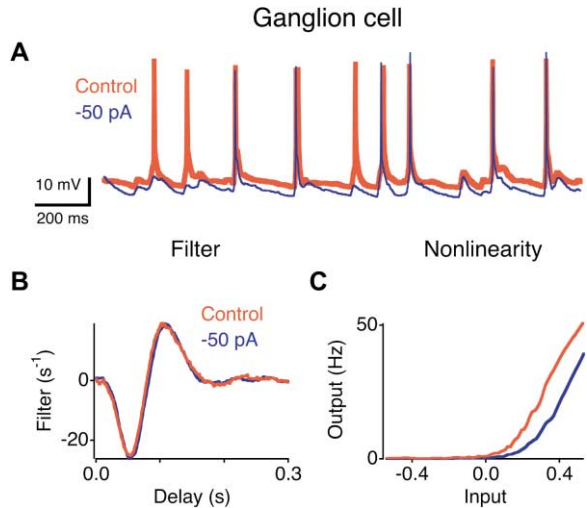 Ganglion cell
A
Control
-50 pA
10 mV
200 ms
Filter
Nonlinearity
B
Control
-50 pA
Filter (s⁻¹)
0
-20
0.0
0.3
Delay (s)
C
Output (Hz)
50
0
-0.4
0.0
0.4
Input